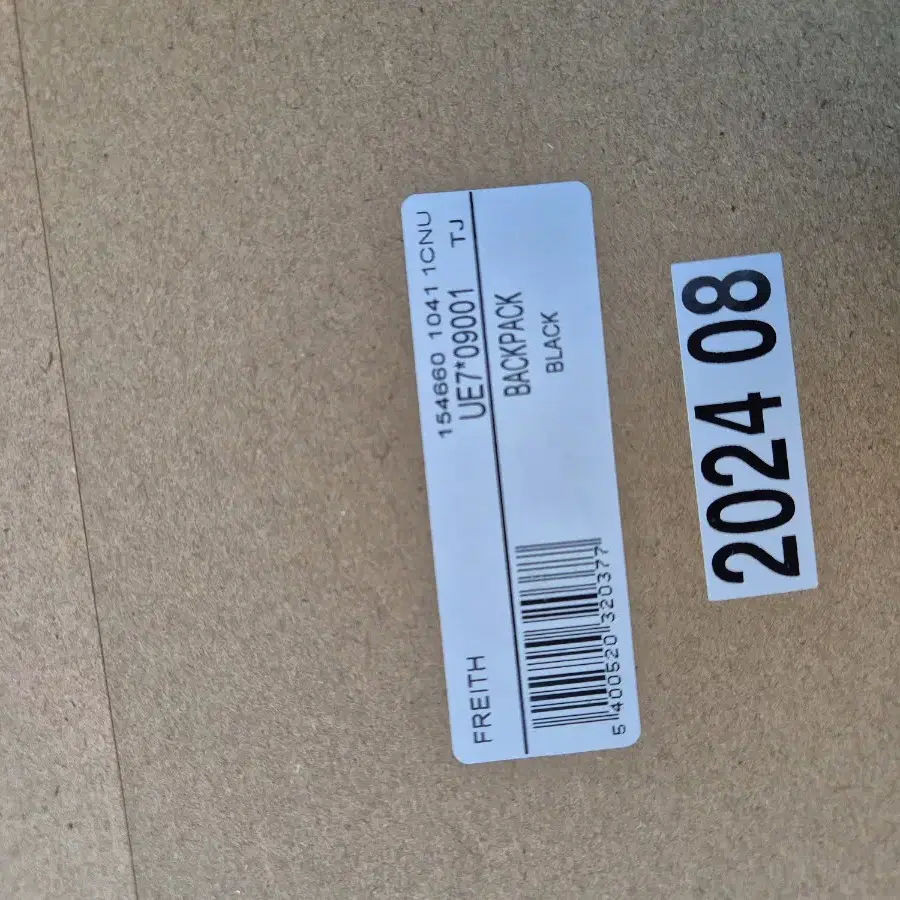 154660 1041 1CNU
FREITH UE7*09001 TJ
BACKPACK
BLACK
5 400520 320377
2024 08